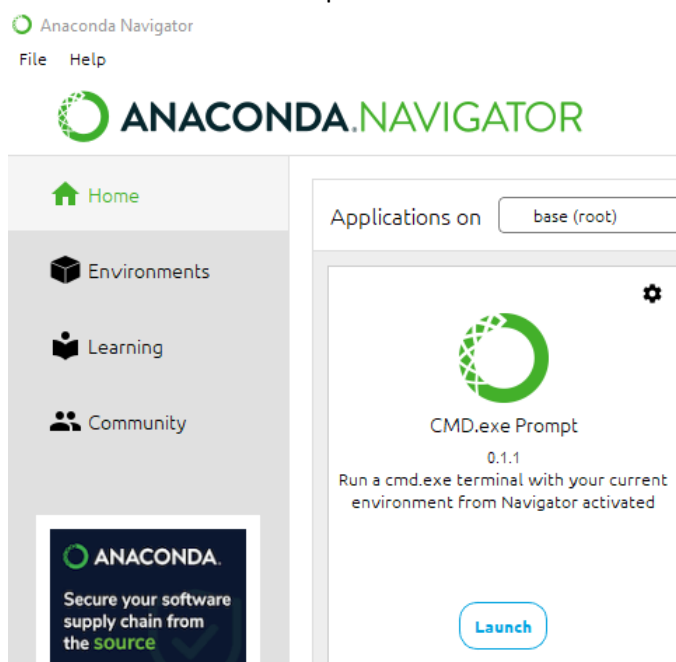 Anaconda Navigator
File Help
ANACONDA.NAVIGATOR
Home
Applications on base (root)
Environments
Learning
Community
CMD.exe Prompt
0.1.1
Run a cmd.exe terminal with your current
environment from Navigator activated
Launch
ANACONDA.
Secure your software
supply chain from
the source